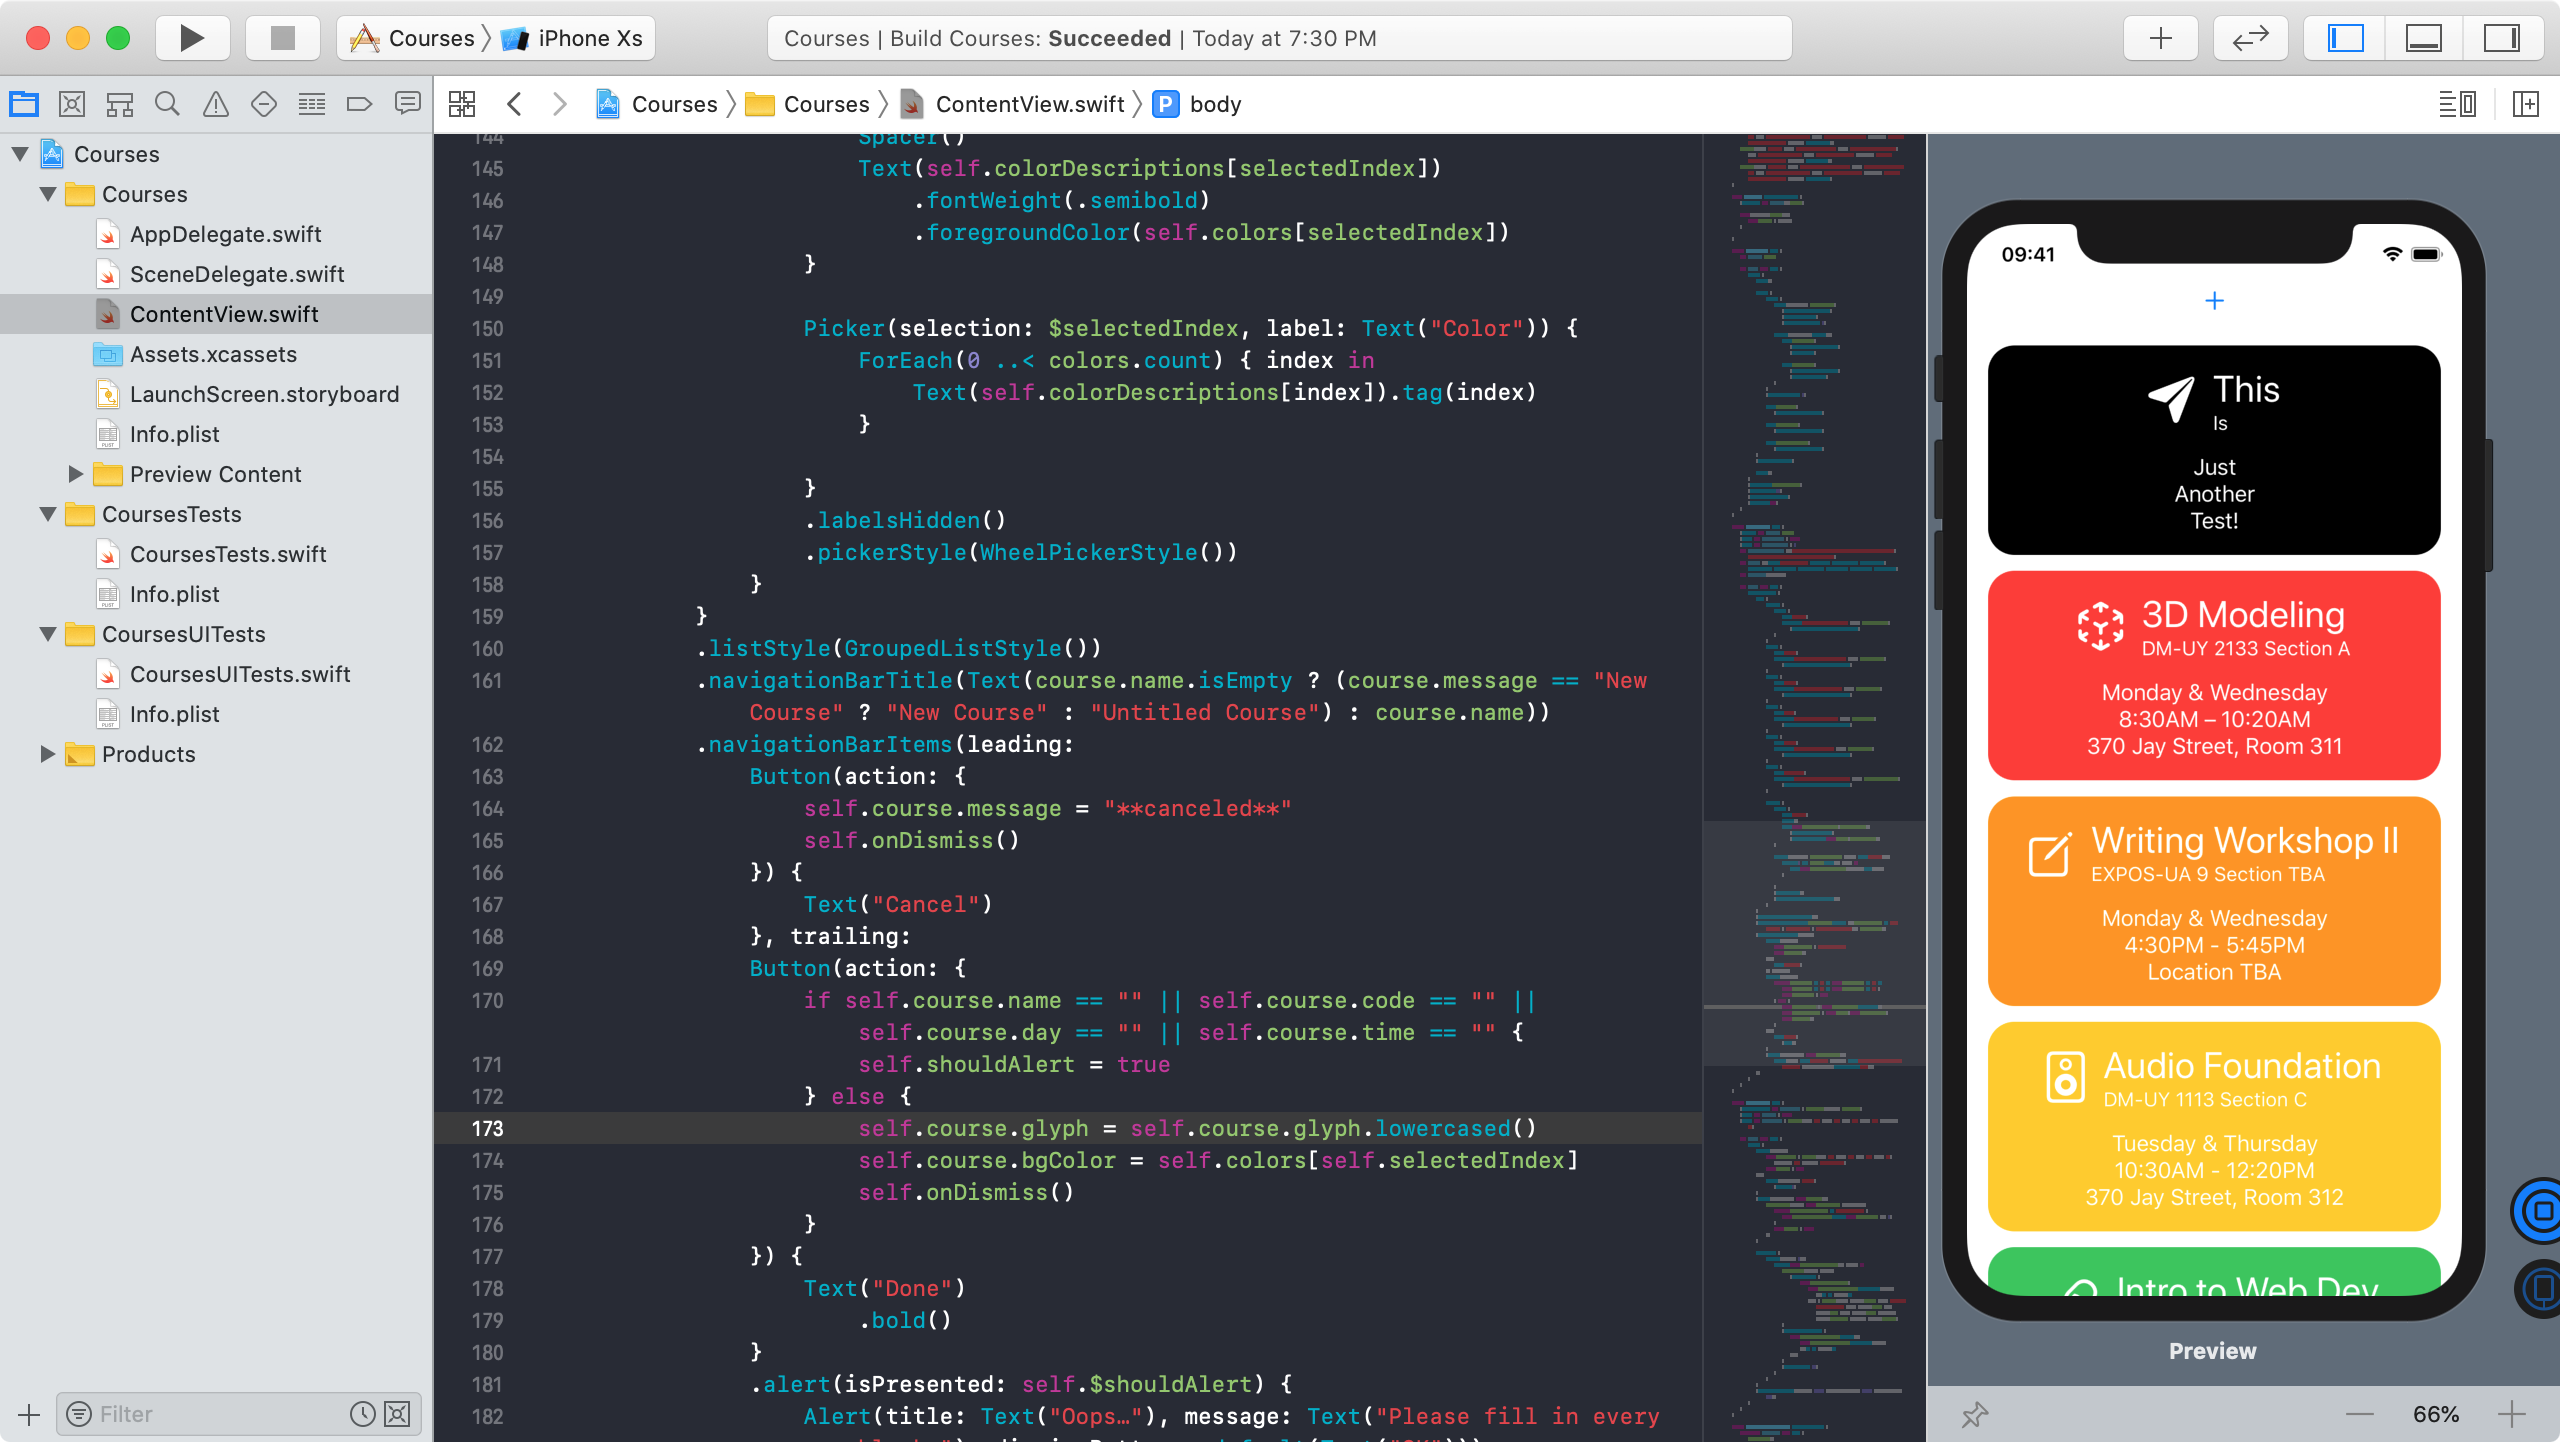 Courses
iPhone Xs
Courses | Build Courses: Succeeded | Today at 7:30 PM
Courses
Courses
ContentView.swift
P
body
Courses
Courses
AppDelegate.swift
SceneDelegate.swift
ContentView.swift
Assets.xcassets
LaunchScreen.storyboard
Info.plist
Preview Content
CoursesTests
CoursesTests.swift
Info.plist
CoursesUITests
CoursesUITests.swift
Info.plist
Products
Filter
144 Spacer()
145 Text(self.colorDescriptions[selectedIndex])
146 .fontWeight(.semibold)
147 .foregroundColor(self.colors[selectedIndex])
148 }
149
150 Picker(selection: $selectedIndex, label: Text("Color")) {
151 ForEach(0 ..< colors.count) { index in
152 Text(self.colorDescriptions[index]).tag(index)
153 }
154
155 }
156 .labelsHidden()
157 .pickerStyle(WheelPickerStyle())
158 }
159 }
160 .listStyle(GroupedListStyle())
161 .navigationBarTitle(Text(course.name.isEmpty ? (course.message == "New
Course" ? "New Course" : "Untitled Course") : course.name))
162 .navigationBarItems(leading:
163 Button(action: {
164 self.course.message = "**canceled**"
165 self.onDismiss()
166 }) {
167 Text("Cancel")
168 }, trailing:
169 Button(action: {
170 if self.course.name == "" || self.course.code == "" ||
self.course.day == "" || self.course.time == "" {
171 self.shouldAlert = true
172 } else {
173 self.course.glyph = self.course.glyph.lowercased()
174 self.course.bgColor = self.colors[self.selectedIndex]
175 self.onDismiss()
176 }
177 }) {
178 Text("Done")
179 .bold()
180 }
181 .alert(isPresented: self.$shouldAlert) {
182 Alert(title: Text("Oops…"), message: Text("Please fill in every
09:41
+
This
Is
Just
Another
Test!
3D Modeling
DM-UY 2133 Section A
Monday & Wednesday
8:30AM – 10:20AM
370 Jay Street, Room 311
Writing Workshop II
EXPOS-UA 9 Section TBA
Monday & Wednesday
4:30PM - 5:45PM
Location TBA
Audio Foundation
DM-UY 1113 Section C
Tuesday & Thursday
10:30AM - 12:20PM
370 Jay Street, Room 312
Intro to Web Dev
Preview
66%